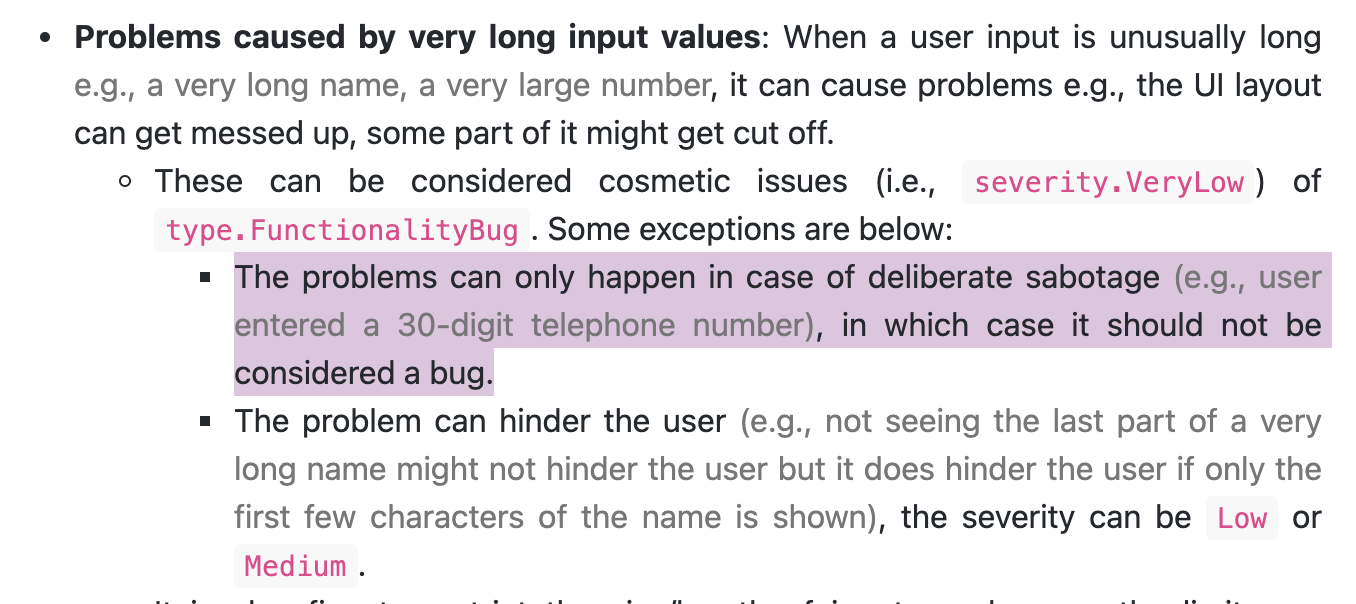 • Problems caused by very long input values: When a user input is unusually long
e.g., a very long name, a very large number, it can cause problems e.g., the UI layout
can get messed up, some part of it might get cut off.
◦ These can be considered cosmetic issues (i.e., severity.VeryLow) of
type.FunctionalityBug. Some exceptions are below:
▪ The problems can only happen in case of deliberate sabotage (e.g., user
entered a 30-digit telephone number), in which case it should not be
considered a bug.
▪ The problem can hinder the user (e.g., not seeing the last part of a very
long name might not hinder the user but it does hinder the user if only the
first few characters of the name is shown), the severity can be Low or
Medium.